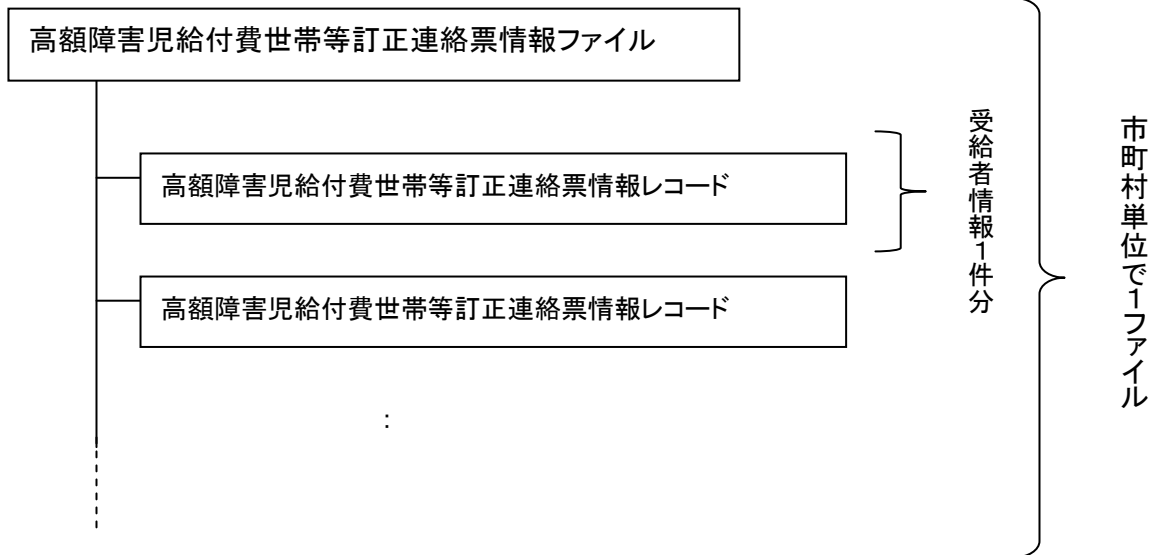 高額障害児給付費世帯等訂正連絡票情報ファイル
高額障害児給付費世帯等訂正連絡票情報レコード
受給者情報1件分
高額障害児給付費世帯等訂正連絡票情報レコード
:
市町村単位で1ファイル